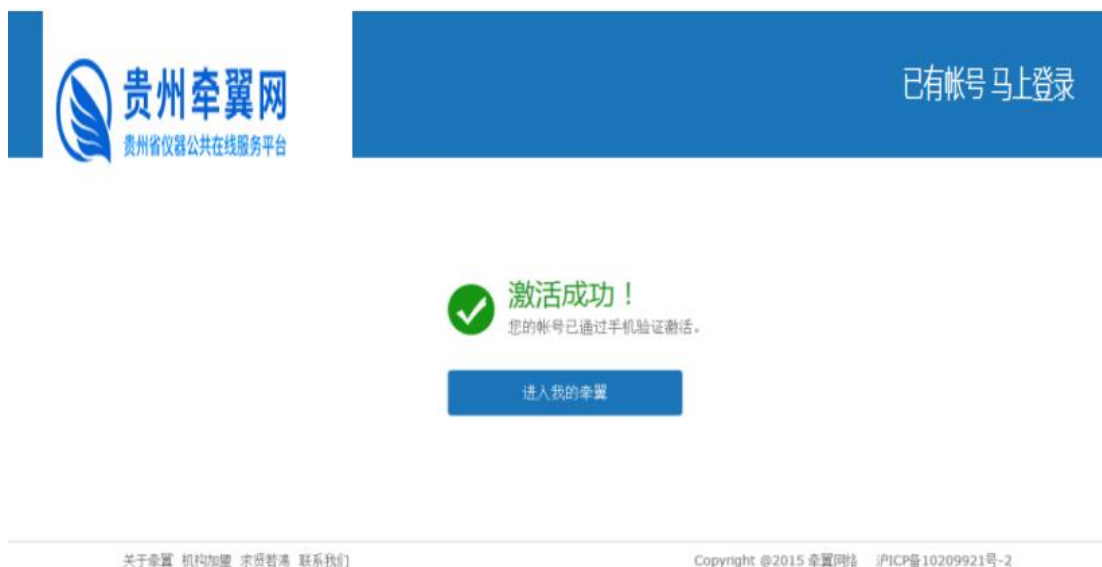 贵州牵翼网
贵州省仪器公共在线服务平台
已有帐号 马上登录
激活成功！
您的帐号已通过手机验证激活。
进入我的牵翼
关于牵翼 机构加盟 求贤若渴 联系我们
Copyright @2015 牵翼网络 沪ICP备10209921号-2